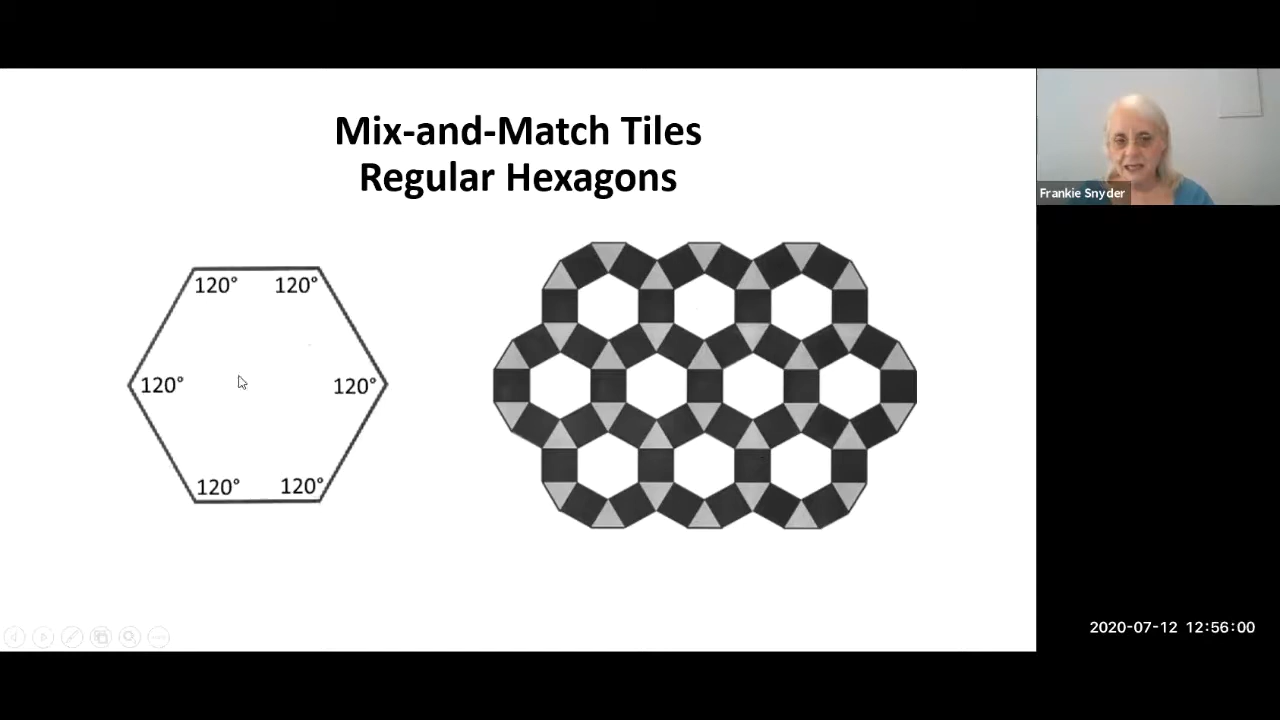 Mix-and-Match Tiles
Regular Hexagons
120° 120°
120° 120°
120° 120°
Frankie Snyder
2020-07-12 12:56:00